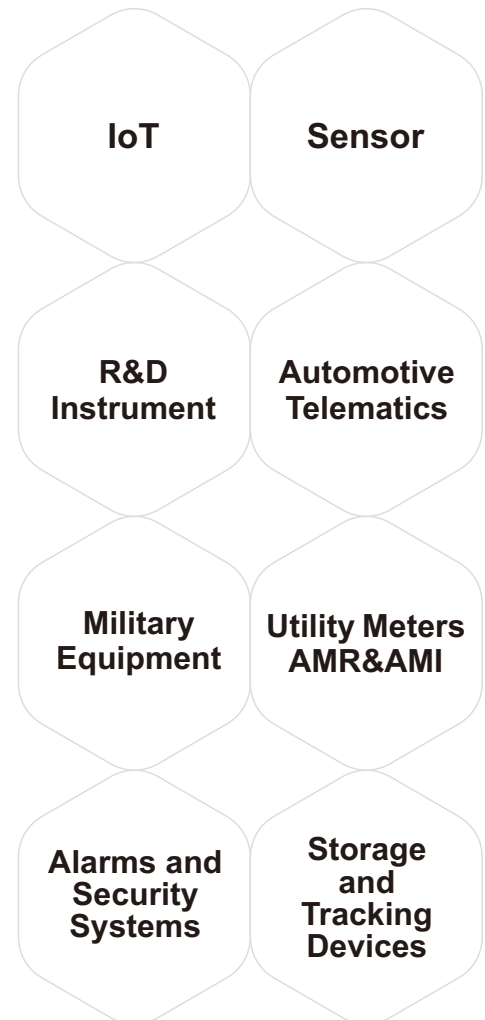 IoT
Sensor
R&D
Instrument
Automotive
Telematics
Military
Equipment
Utility Meters
AMR&AMI
Alarms and
Security
Systems
Storage
and
Tracking
Devices